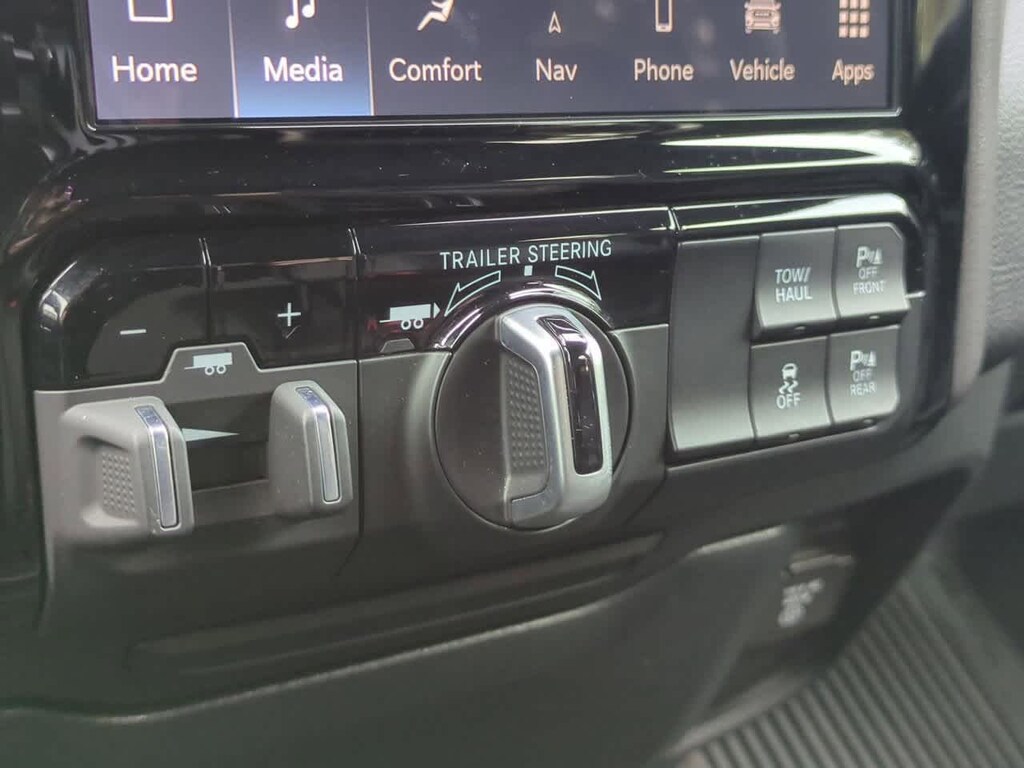 Home Media Comfort Nav Phone Vehicle Apps
TRAILER STEERING
− +
TOW/
HAUL
P
OFF
FRONT
OFF
P
OFF
REAR